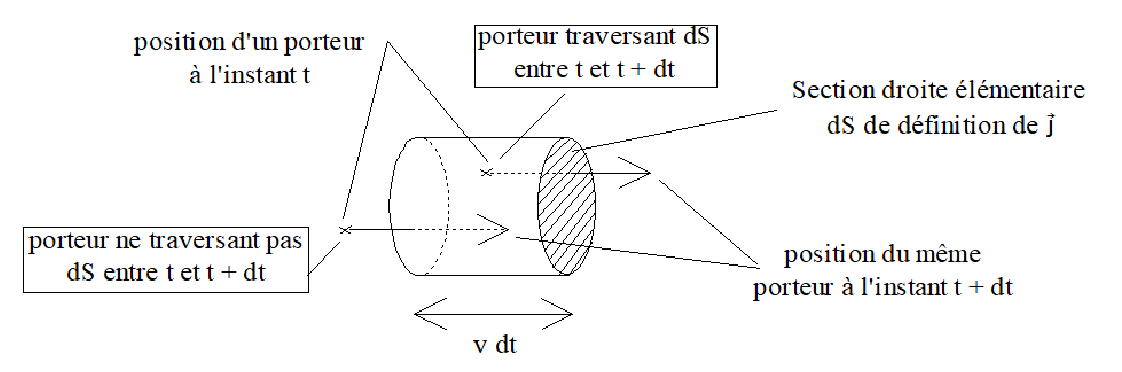 position d'un porteur
à l'instant t
porteur traversant dS
entre t et t + dt
Section droite élémentaire
dS de définition de j⃗
porteur ne traversant pas
dS entre t et t + dt
position du même
porteur à l'instant t + dt
v dt